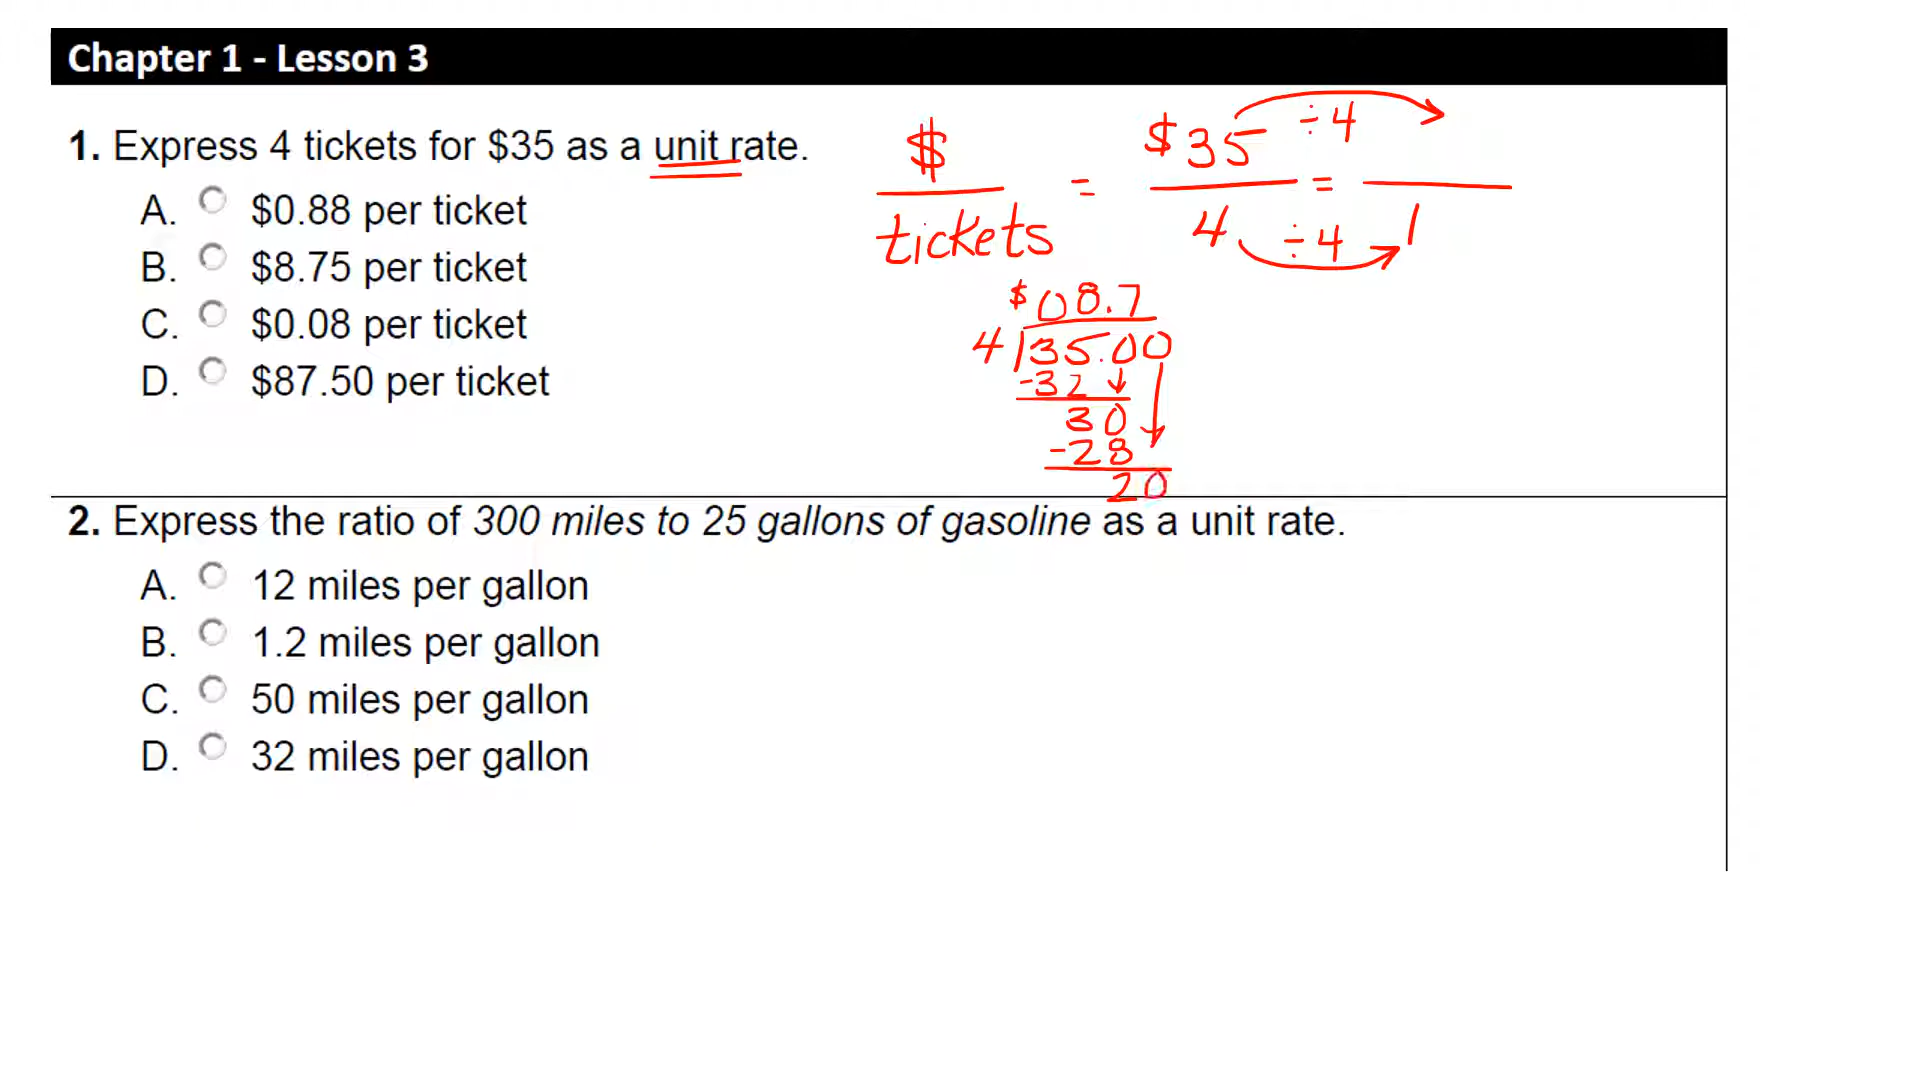 Chapter 1 - Lesson 3
1. Express 4 tickets for $35 as a unit rate.
A. $0.88 per ticket
B. $8.75 per ticket
C. $0.08 per ticket
D. $87.50 per ticket
$ $35 ÷4
= =
tickets 4 ÷4 1
$08.7
4 35.00
-32
30
-28
20
2. Express the ratio of 300 miles to 25 gallons of gasoline as a unit rate.
A. 12 miles per gallon
B. 1.2 miles per gallon
C. 50 miles per gallon
D. 32 miles per gallon